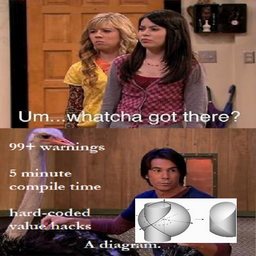 Um...whatcha got there?
99+ warnings
5 minute
compile time
hard-coded
value hacks
A diagram.